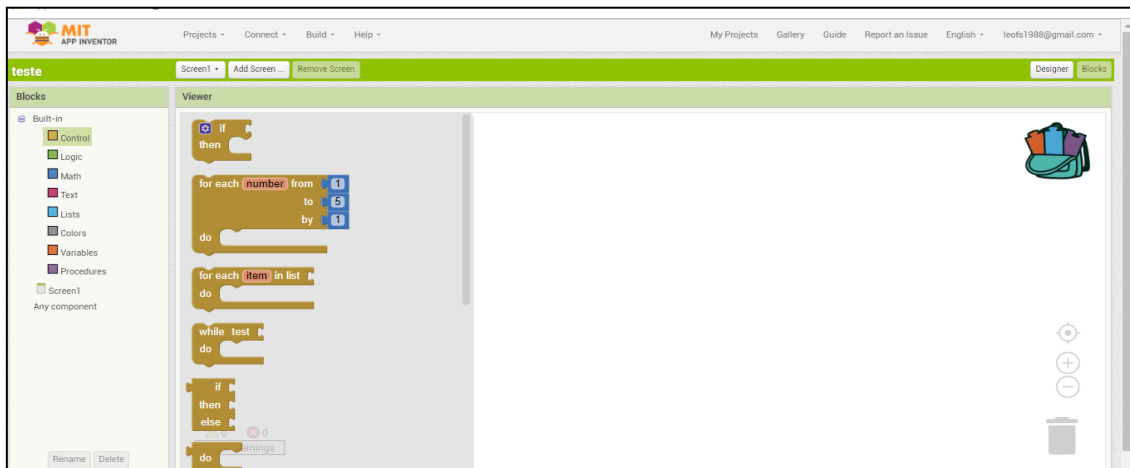 MIT
APP INVENTOR
Projects Connect Build Help My Projects Gallery Guide Report an Issue English leofs1988@gmail.com
teste Screen1 Add Screen ... Remove Screen Designer Blocks
Blocks Viewer
Built-in
Control
Logic
Math
Text
Lists
Colors
Variables
Procedures
Screen1
Any component
Rename Delete
if
then
for each number from 1
to 5
by 1
do
for each item in list
do
while test
do
if
then
else
0 0
do